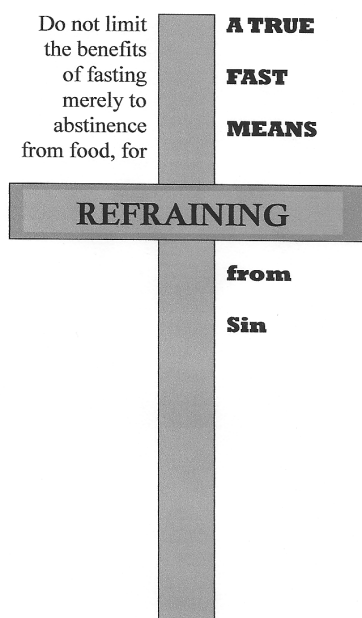 Do not limit
the benefits
of fasting
merely to
abstinence
from food, for
A TRUE
FAST
MEANS
REFRAINING
from
Sin